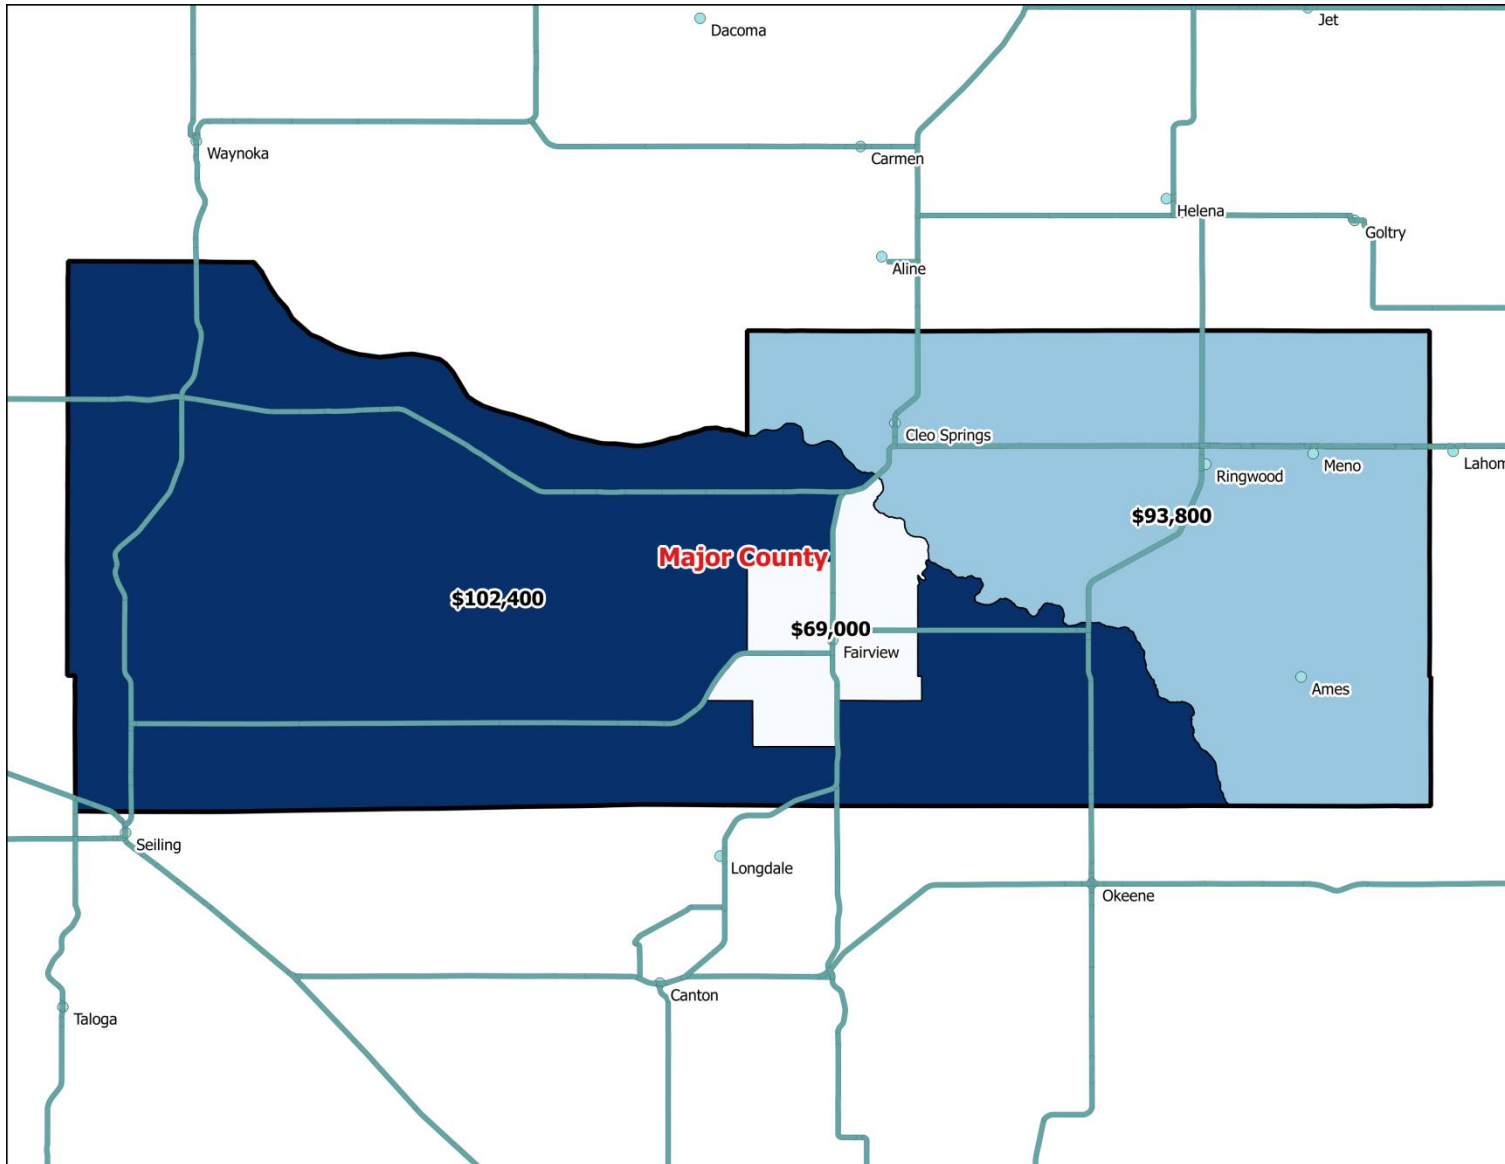 Dacoma
Jet
Waynoka
Carmen
Helena
Goltry
Aline
Cleo Springs
Meno
Lahom
Ringwood
$93,800
Major County
$102,400
$69,000
Fairview
Ames
Seiling
Longdale
Okeene
Canton
Taloga